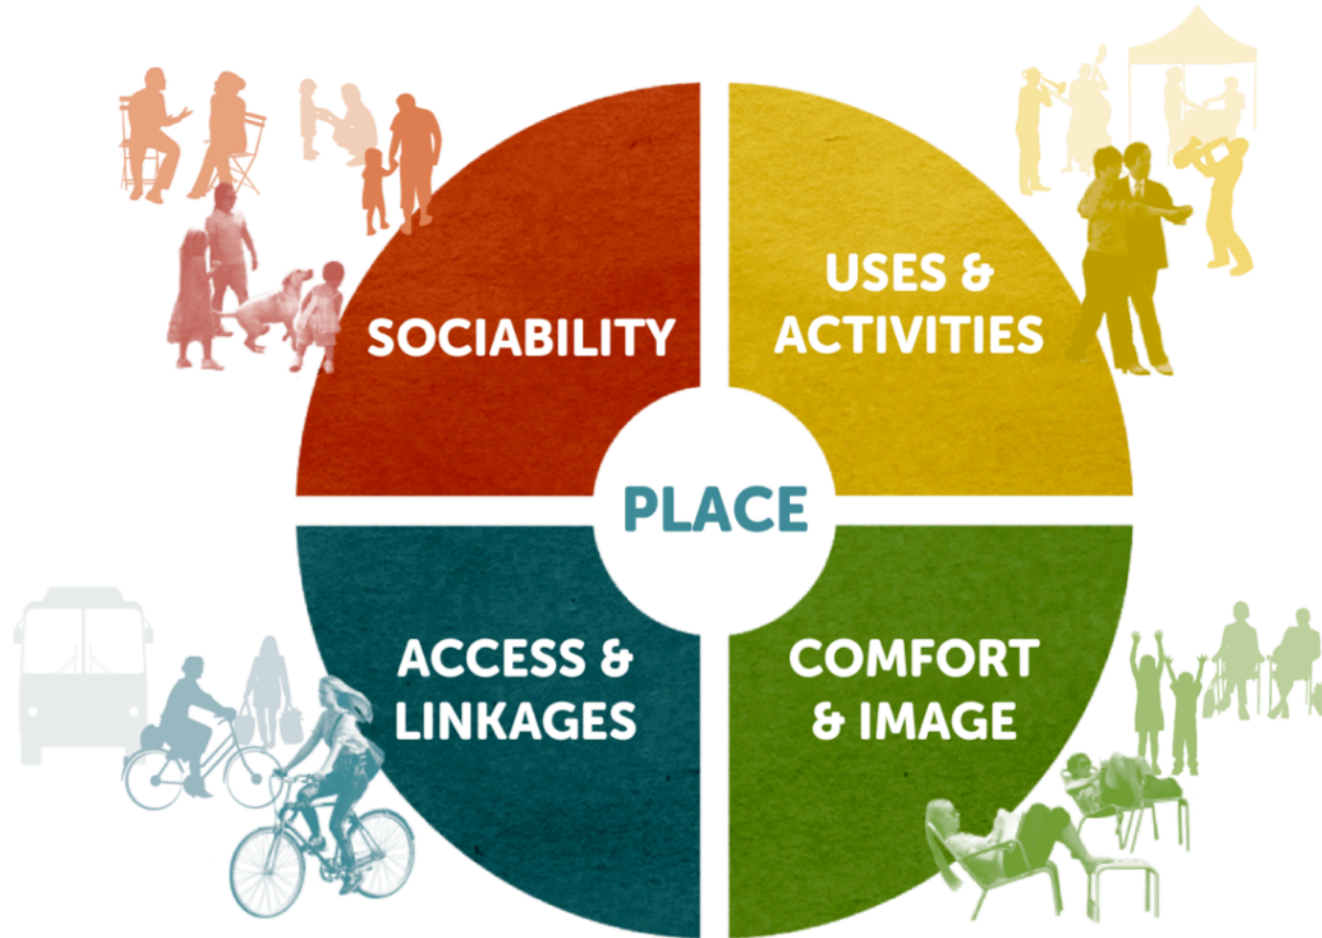 SOCIABILITY
USES &
ACTIVITIES
PLACE
ACCESS &
LINKAGES
COMFORT
& IMAGE